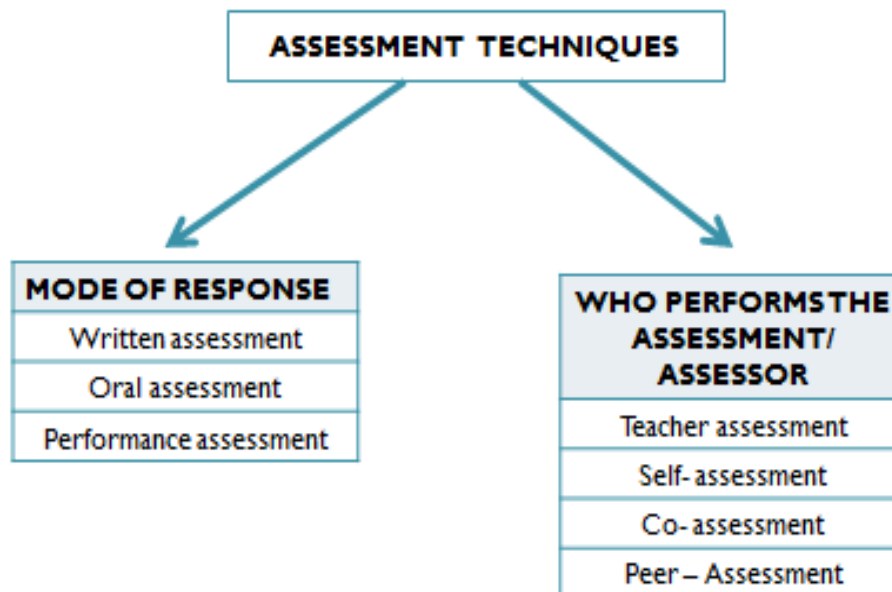 ASSESSMENT TECHNIQUES
MODE OF RESPONSE
Written assessment
Oral assessment
Performance assessment
WHO PERFORMS THE
ASSESSMENT/
ASSESSOR
Teacher assessment
Self- assessment
Co- assessment
Peer – Assessment